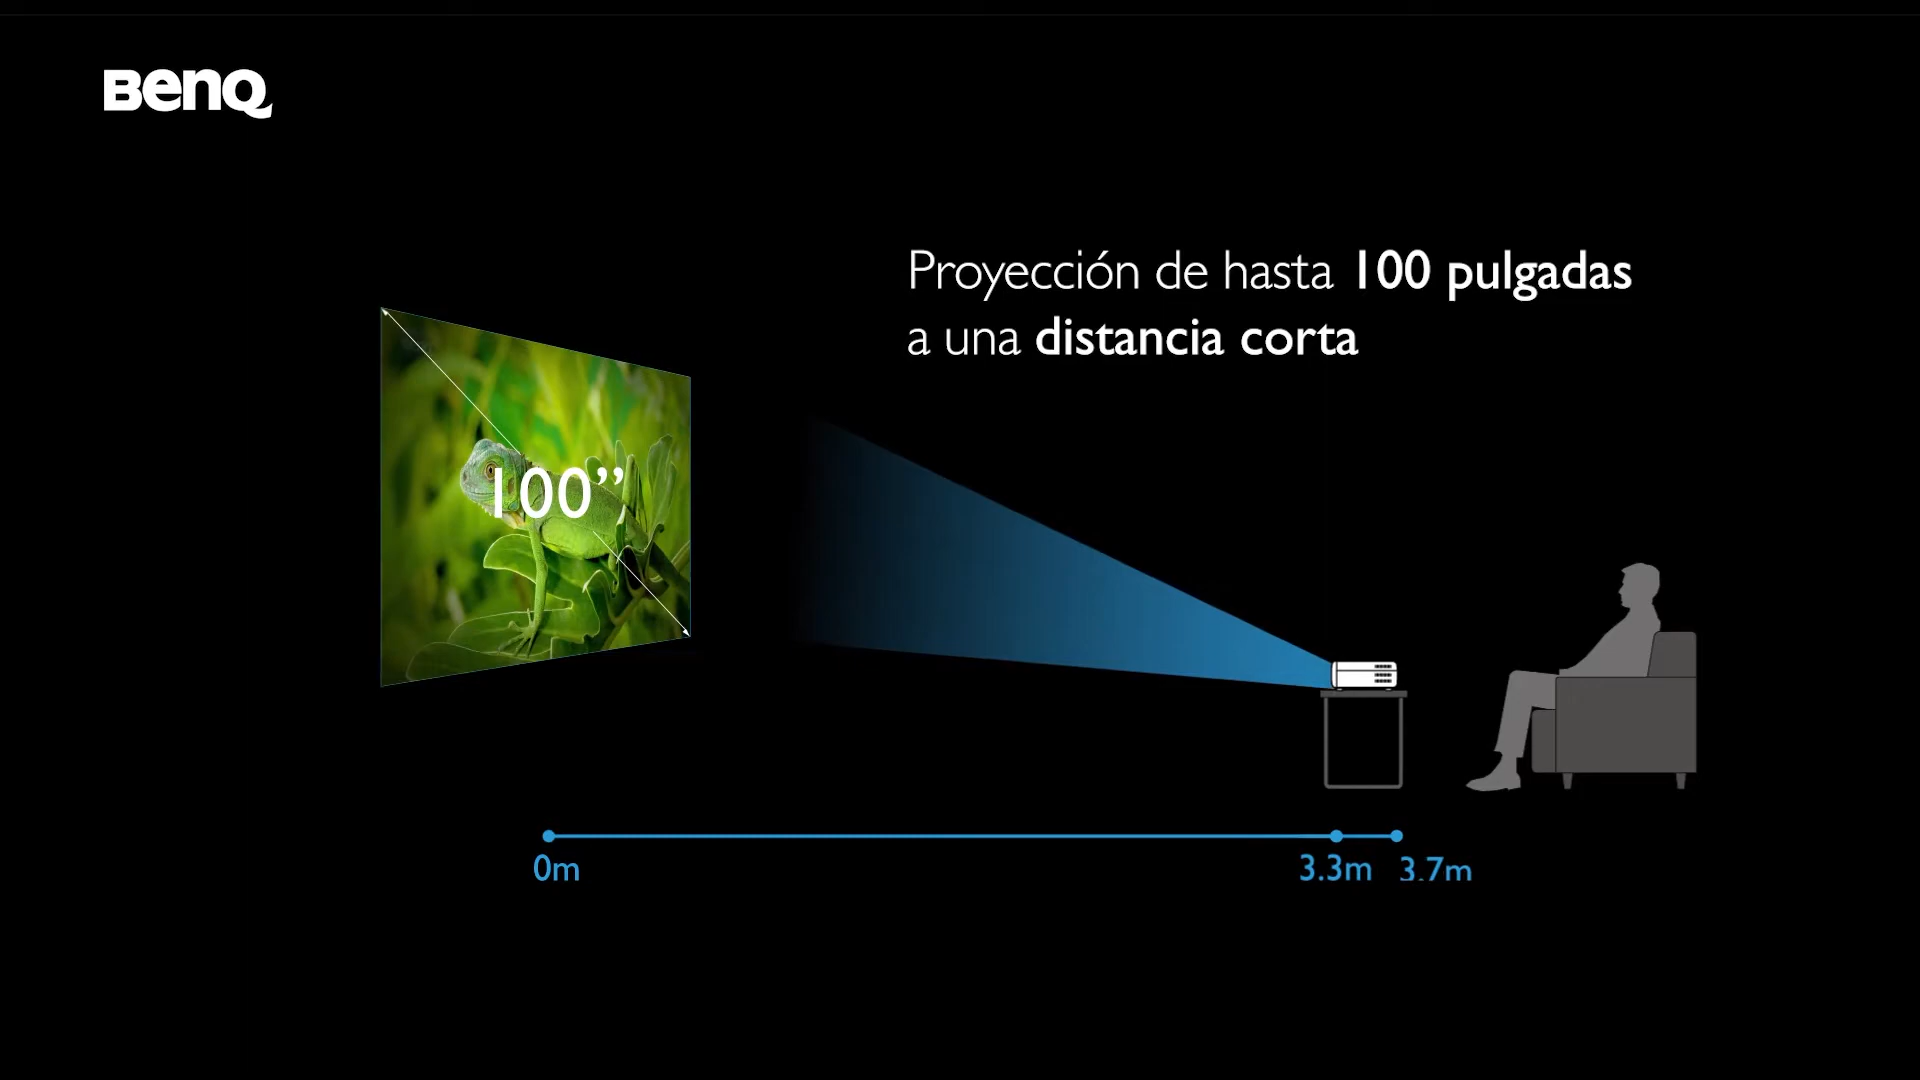 BenQ
Proyección de hasta 100 pulgadas
a una distancia corta
100”
0m
3.3m
3.7m